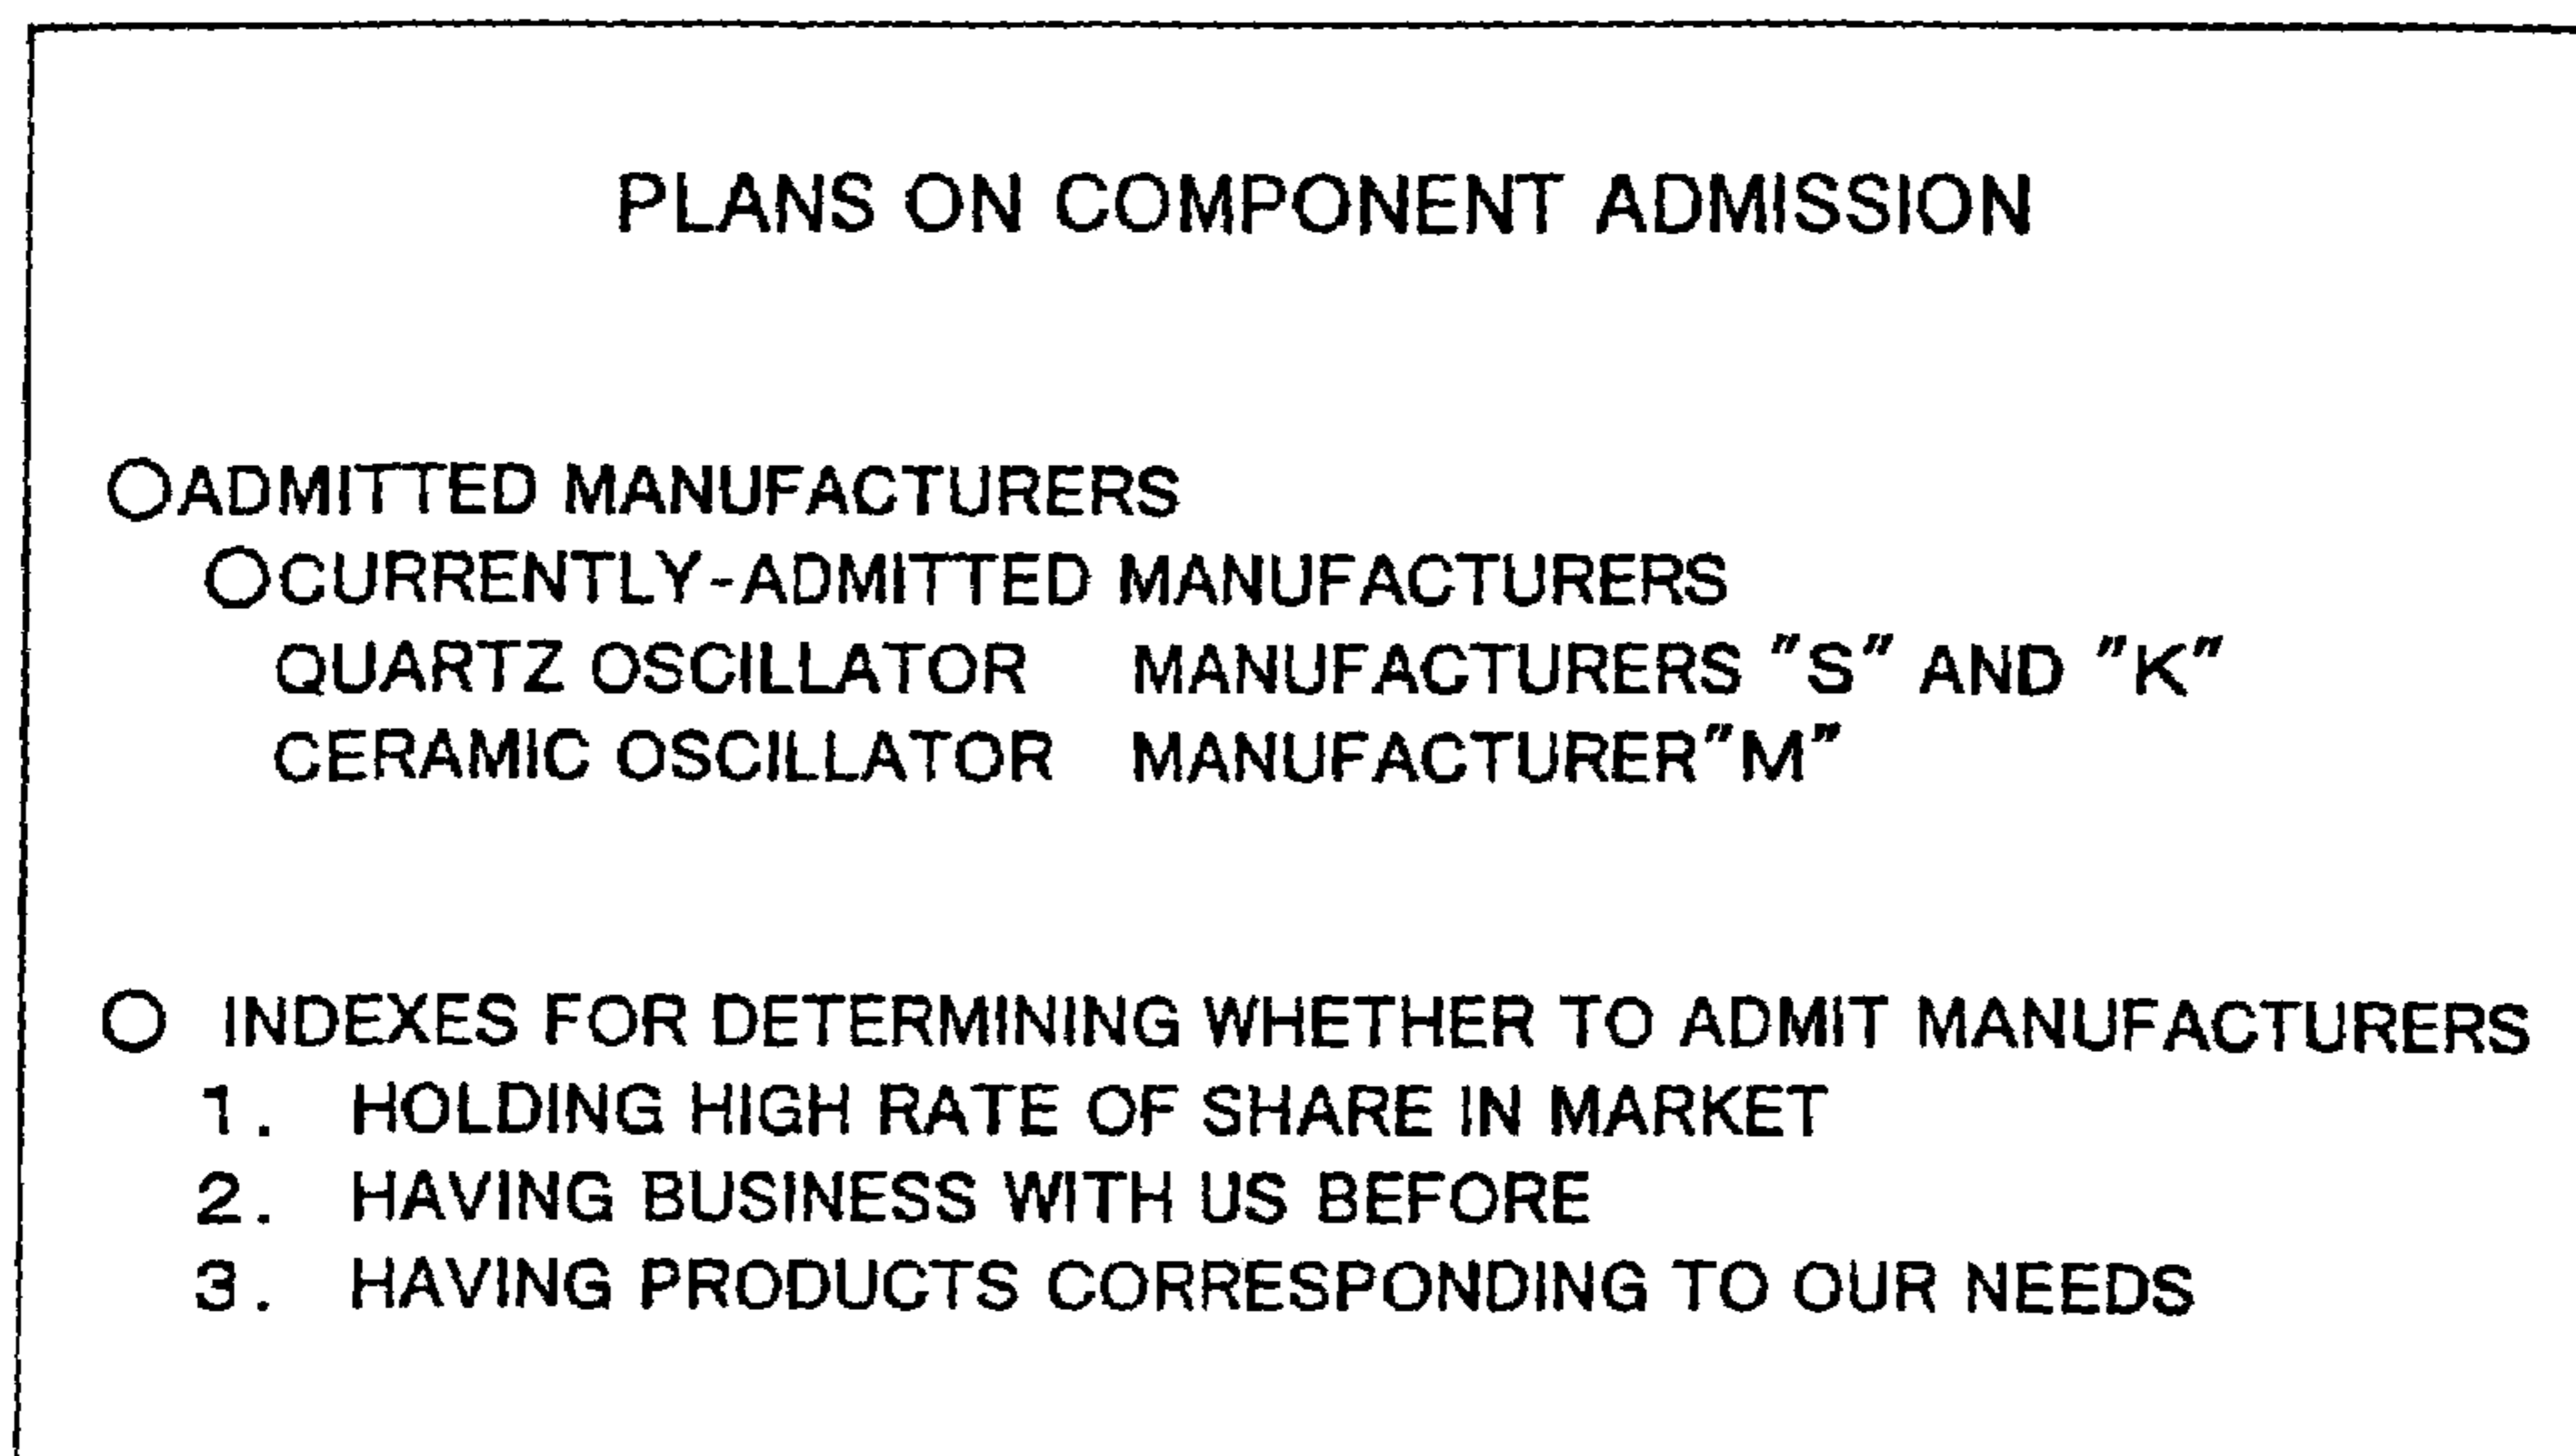 PLANS ON COMPONENT ADMISSION
○ADMITTED MANUFACTURERS
○CURRENTLY-ADMITTED MANUFACTURERS
QUARTZ OSCILLATOR MANUFACTURERS "S" AND "K"
CERAMIC OSCILLATOR MANUFACTURER"M"
○ INDEXES FOR DETERMINING WHETHER TO ADMIT MANUFACTURERS
1. HOLDING HIGH RATE OF SHARE IN MARKET
2. HAVING BUSINESS WITH US BEFORE
3. HAVING PRODUCTS CORRESPONDING TO OUR NEEDS